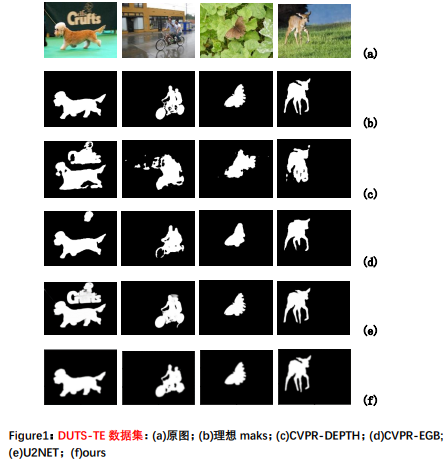 Crufts
(a)
(b)
(c)
(d)
Crufts
(e)
(f)
Figure1: DUTS-TE 数据集: (a)原图; (b)理想 maks; (c)CVPR-DEPTH; (d)CVPR-EGB;
(e)U2NET; (f)ours